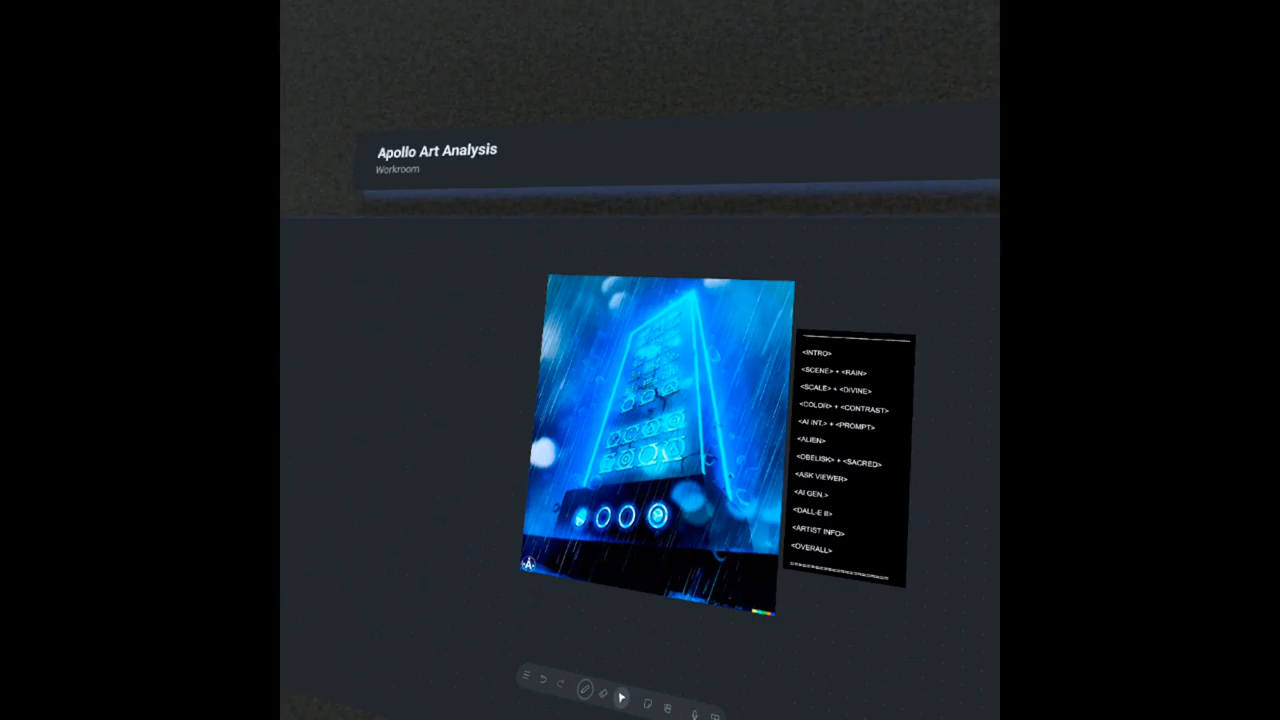 Apollo Art Analysis
Workroom
<INTRO>
<SCENE> + <RAIN>
<SCALE> + <DIVINE>
<COLOR> + <CONTRAST>
<AI INT.> + <PROMPT>
<ALIEN>
<OBELISK> + <SACRED>
<ASK VIEWER>
<AI GEN.>
<DALL-E II>
<ARTIST INFO>
<OVERALL>
·A·